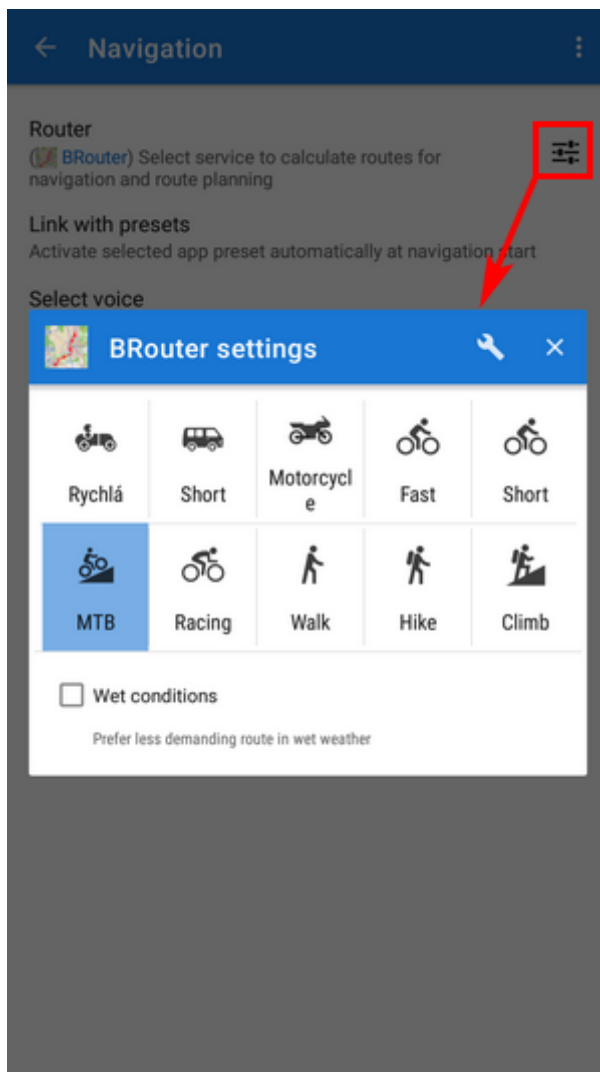 Navigation
Router
(BRouter) Select service to calculate routes for
navigation and route planning
Link with presets
Activate selected app preset automatically at navigation start
Select voice
BRouter settings
Rychlá
Short
Motorcycl
e
Fast
Short
MTB
Racing
Walk
Hike
Climb
Wet conditions
Prefer less demanding route in wet weather